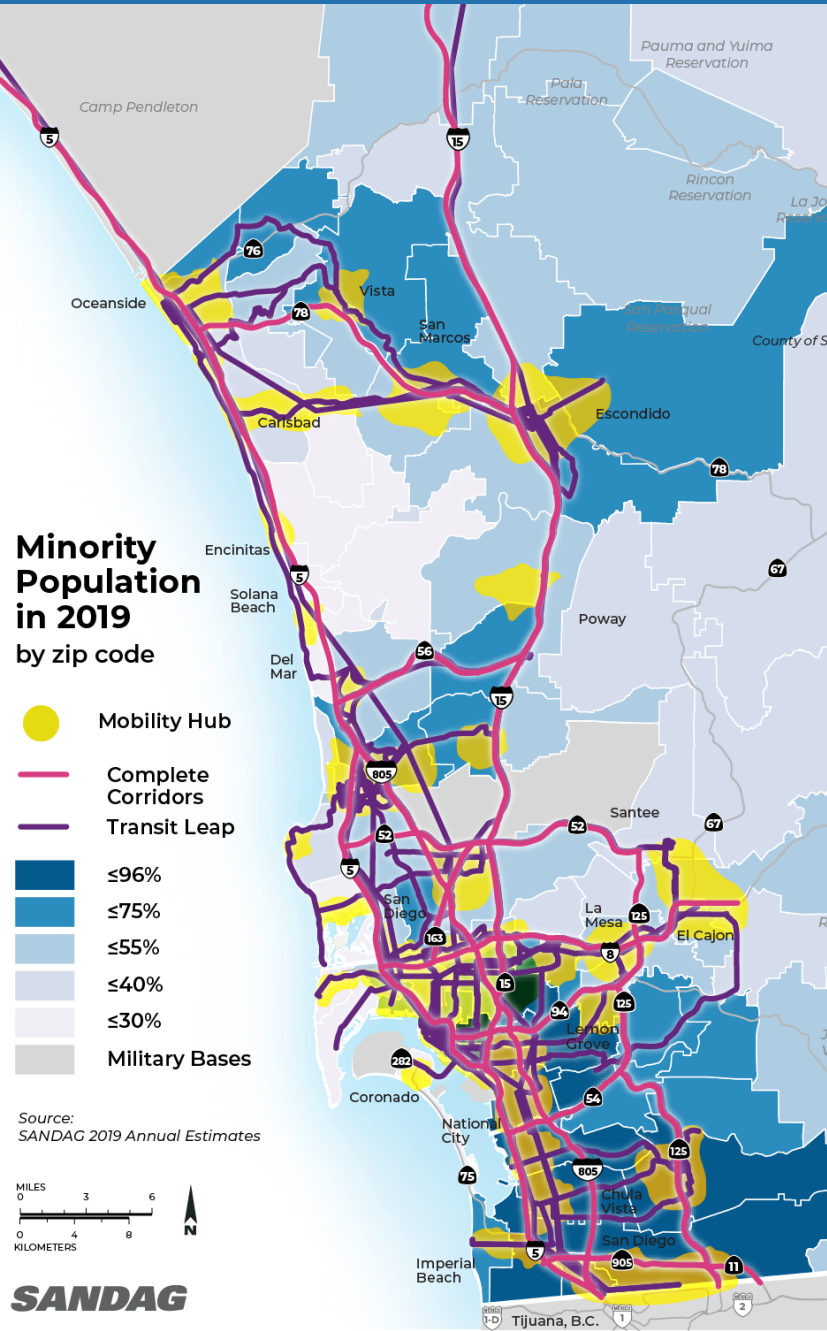 Pauma and Yuima
Reservation
Pala
Reservation
Camp Pendleton
5
15
Rincon
Reservation
La Jo
76
Oceanside
Vista
78
San
Marcos
San Pasqual
Reservation
County of S
Carlsbad
Escondido
78
Minority
Population
in 2019
by zip code
Encinitas
5
Solana
Beach
67
Poway
Del
Mar
56
15
Mobility Hub
Complete
Corridors
Transit Leap
805
Santee
52
52
67
5
≤96%
≤75%
≤55%
≤40%
≤30%
Military Bases
San
Diego
163
La
Mesa
125
El Cajon
R
8
15
94
125
Lemon
Grove
J
282
Coronado
54
National
City
125
805
75
Chula
Vista
San Diego
Source:
SANDAG 2019 Annual Estimates
MILES
0 3 6
0 4 8
KILOMETERS
N
5
905
11
Imperial
Beach
SANDAG
1-D
Tijuana, B.C.
1
2